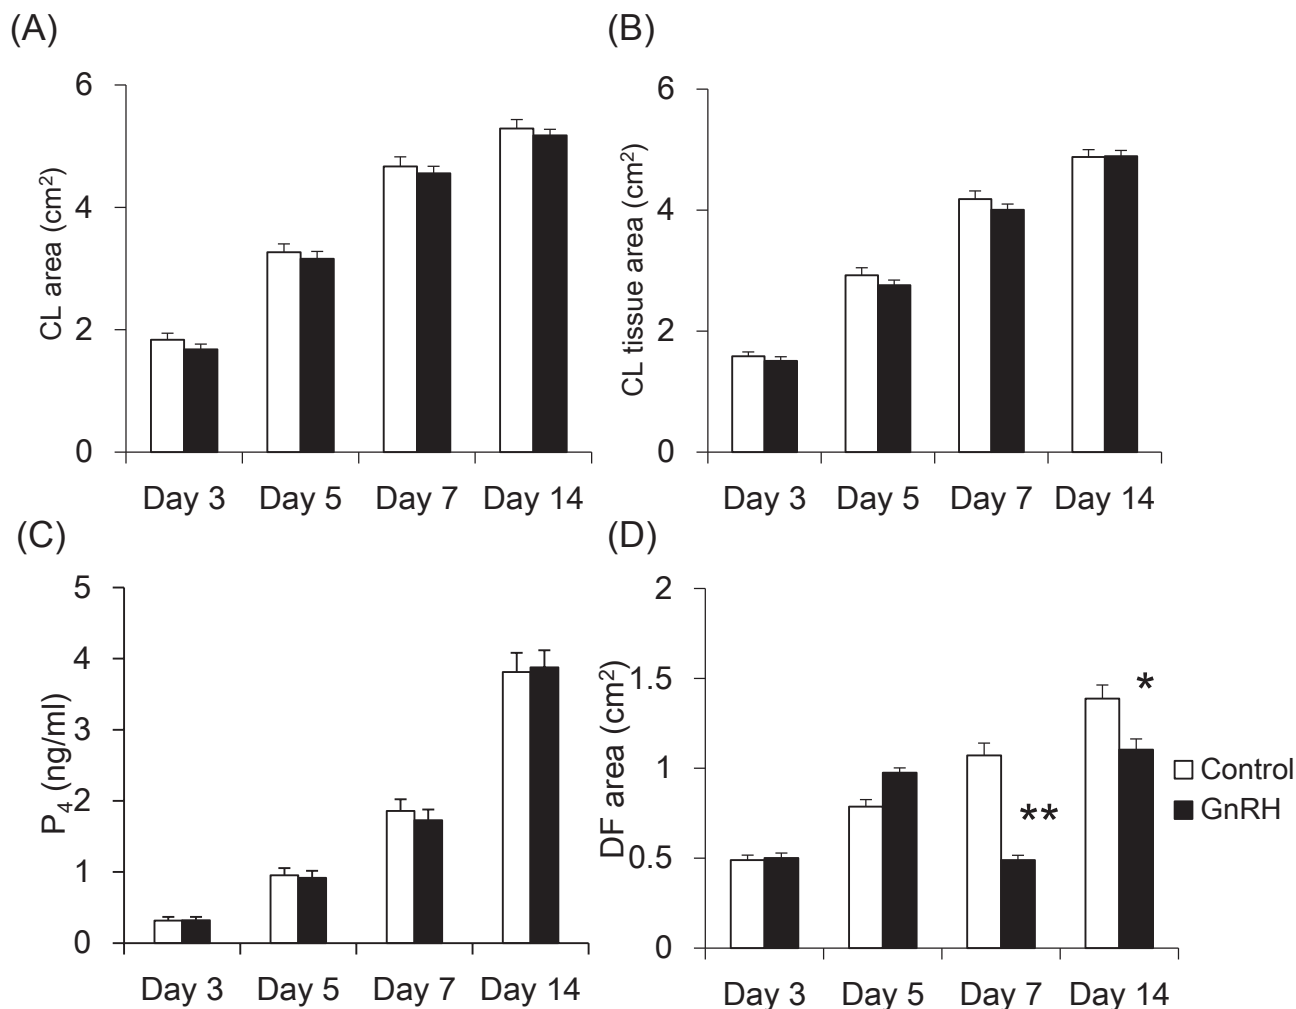 (A)
6
4
2
0
CL area (cm²)
Day 3 Day 5 Day 7 Day 14
(B)
6
4
2
0
CL tissue area (cm²)
Day 3 Day 5 Day 7 Day 14
(C)
5
4
3
2
1
0
P₄ (ng/ml)
Day 3 Day 5 Day 7 Day 14
(D)
2
1.5
1
0.5
0
DF area (cm²)
**
*
Day 3 Day 5 Day 7 Day 14
Control
GnRH